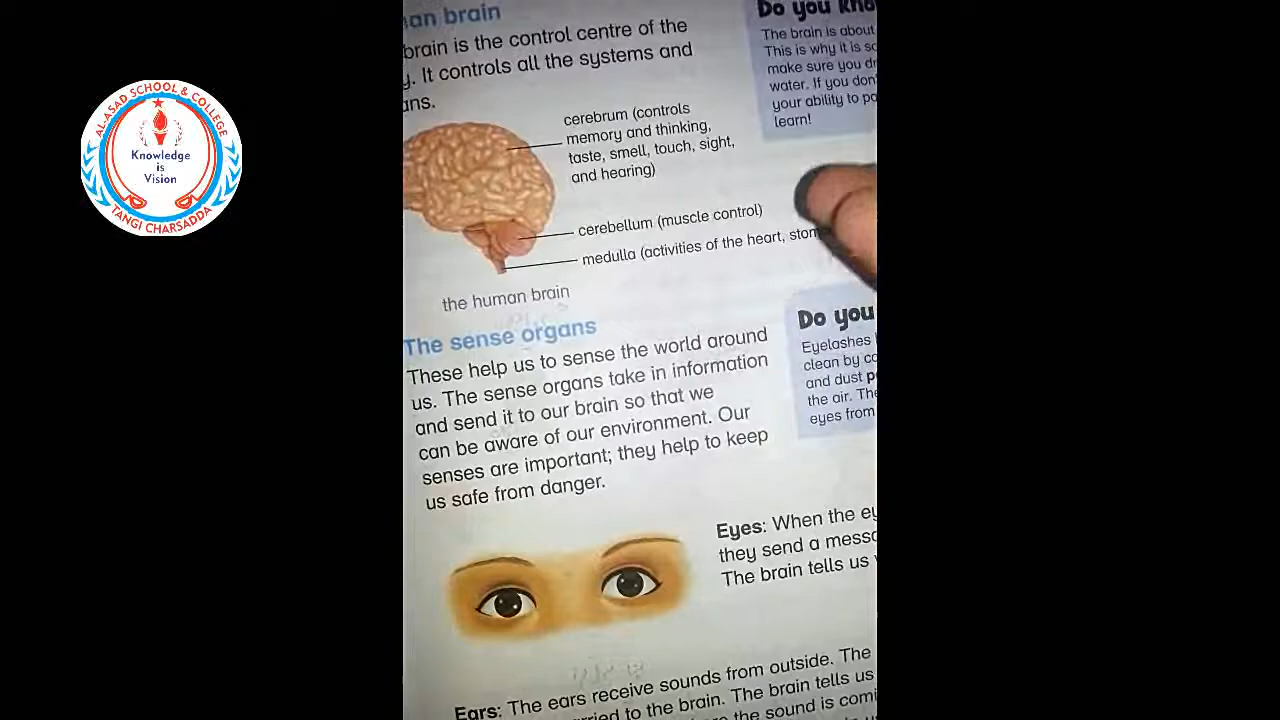 AL-ASAD SCHOOL & COLLEGE
Knowledge
is
Vision
TANGI CHARSADDA
an brain
brain is the control centre of the
y. It controls all the systems and
ans.
cerebrum (controls
memory and thinking,
taste, smell, touch, sight,
and hearing)
cerebellum (muscle control)
medulla (activities of the heart, stom
the human brain
Do you kno
The brain is about
This is why it is so
make sure you dr
water. If you don
your ability to pa
learn!
The sense organs
These help us to sense the world around
us. The sense organs take in information
and send it to our brain so that we
can be aware of our environment. Our
senses are important; they help to keep
us safe from danger.
Do you
Eyelashes
clean by ca
and dust p
the air. The
eyes from
Eyes: When the ey
they send a messa
The brain tells us
Ears: The ears receive sounds from outside. The
rried to the brain. The brain tells us
the sound is comi